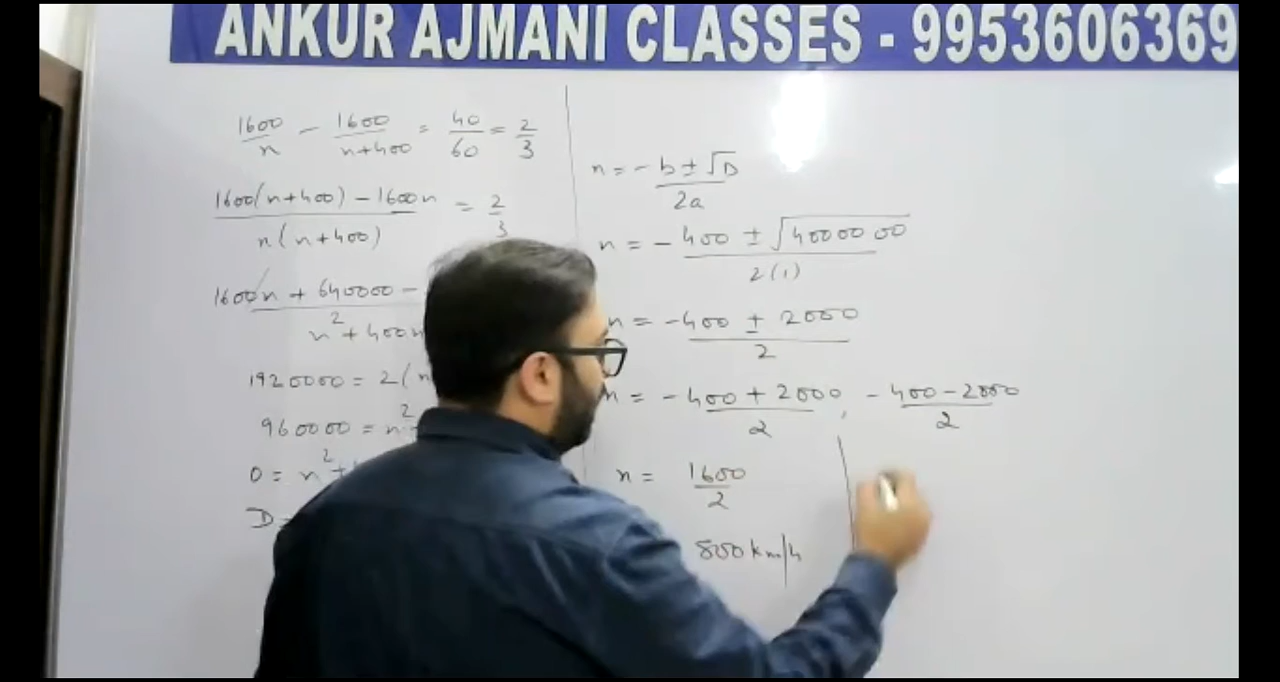 ANKUR AJMANI CLASSES - 9953606369
1600/n - 1600/n+400 = 40/60 = 2/3
1600(n+400) - 1600n / n(n+400) = 2/3
1600n + 640000 - / n² + 400n
1920000 = 2(n
960000 = n²
0 = n² +
D =
n = -b ± √D / 2a
n = -400 ± √4000000 / 2(1)
n = -400 ± 2000 / 2
n = -400 + 2000 / 2 , -400 - 2000 / 2
n = 1600 / 2
800 km/h